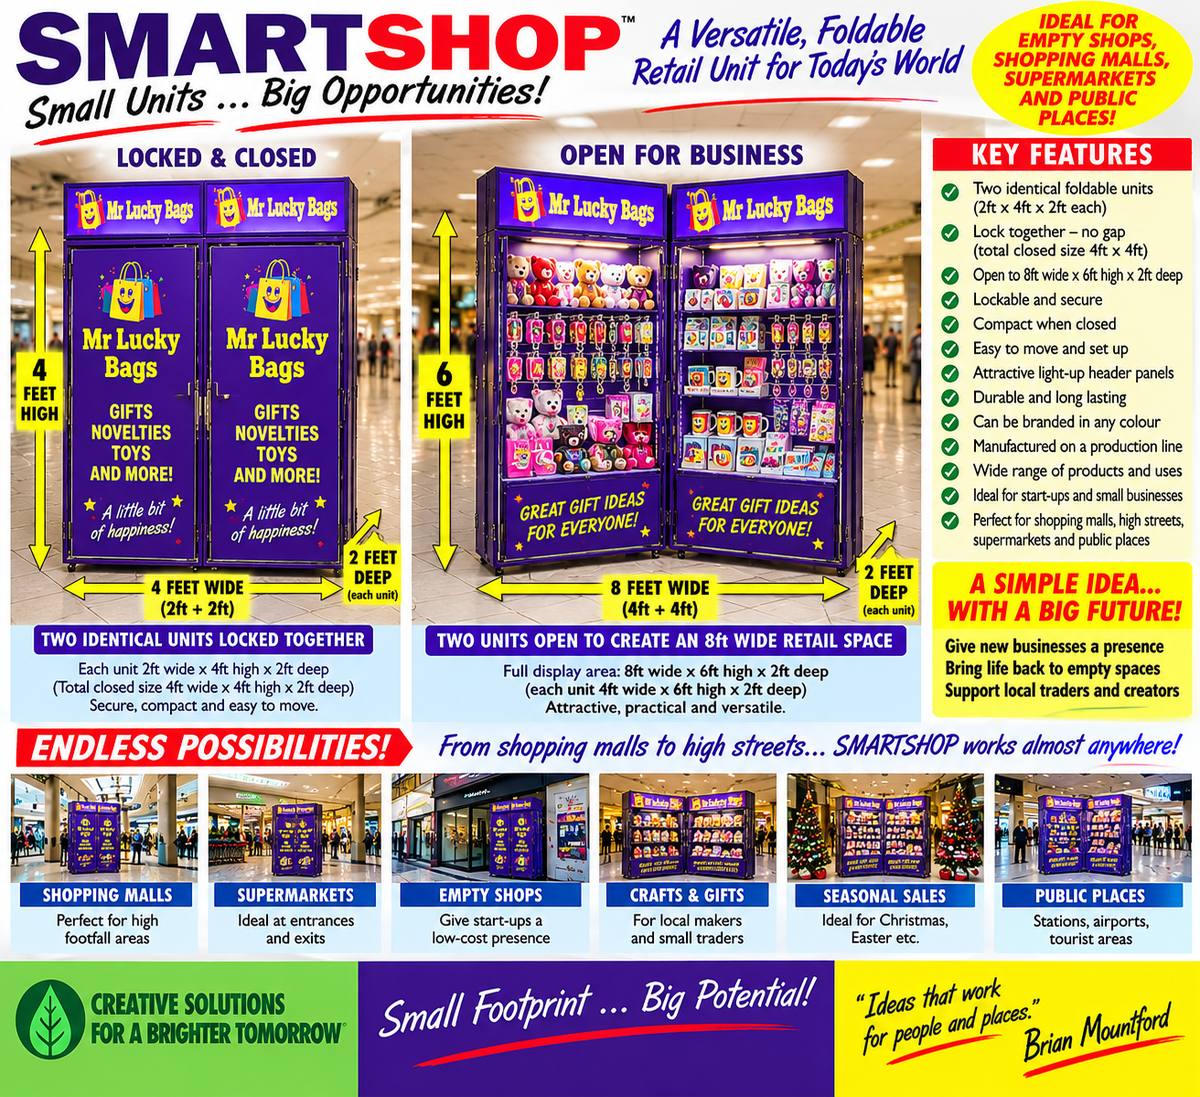 SMARTSHOP™
Small Units ... Big Opportunities!
A Versatile, Foldable
Retail Unit for Today's World
IDEAL FOR
EMPTY SHOPS,
SHOPPING MALLS,
SUPERMARKETS
AND PUBLIC
PLACES!
LOCKED & CLOSED
Mr Lucky Bags
Mr Lucky Bags
Mr Lucky
Bags
GIFTS
NOVELTIES
TOYS
AND MORE!
A little bit
of happiness!
Mr Lucky
Bags
GIFTS
NOVELTIES
TOYS
AND MORE!
A little bit
of happiness!
4
FEET
HIGH
2 FEET
DEEP
(each unit)
4 FEET WIDE
(2ft + 2ft)
TWO IDENTICAL UNITS LOCKED TOGETHER
Each unit 2ft wide x 4ft high x 2ft deep
(Total closed size 4ft wide x 4ft high x 2ft deep)
Secure, compact and easy to move.
OPEN FOR BUSINESS
Mr Lucky Bags
Mr Lucky Bags
GREAT GIFT IDEAS
FOR EVERYONE!
GREAT GIFT IDEAS
FOR EVERYONE!
6
FEET
HIGH
2 FEET
DEEP
(each unit)
8 FEET WIDE
(4ft + 4ft)
TWO UNITS OPEN TO CREATE AN 8ft WIDE RETAIL SPACE
Full display area: 8ft wide x 6ft high x 2ft deep
(each unit 4ft wide x 6ft high x 2ft deep)
Attractive, practical and versatile.
KEY FEATURES
Two identical foldable units
(2ft x 4ft x 2ft each)
Lock together – no gap
(total closed size 4ft x 4ft)
Open to 8ft wide x 6ft high x 2ft deep
Lockable and secure
Compact when closed
Easy to move and set up
Attractive light-up header panels
Durable and long lasting
Can be branded in any colour
Manufactured on a production line
Wide range of products and uses
Ideal for start-ups and small businesses
Perfect for shopping malls, high streets,
supermarkets and public places
A SIMPLE IDEA...
WITH A BIG FUTURE!
Give new businesses a presence
Bring life back to empty spaces
Support local traders and creators
ENDLESS POSSIBILITIES!
From shopping malls to high streets... SMARTSHOP works almost anywhere!
SHOPPING MALLS
Perfect for high
footfall areas
SUPERMARKETS
Ideal at entrances
and exits
EMPTY SHOPS
Give start-ups a
low-cost presence
CRAFTS & GIFTS
For local makers
and small traders
SEASONAL SALES
Ideal for Christmas,
Easter etc.
PUBLIC PLACES
Stations, airports,
tourist areas
CREATIVE SOLUTIONS
FOR A BRIGHTER TOMORROW
Small Footprint ... Big Potential!
"Ideas that work
for people and places."
Brian Mountford